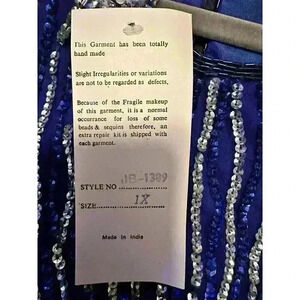 This Garment has been totally
hand made
Slight Irregularities or variations
are not to be regarded as defects.
Because of the Fragile makeup
of this garment, it is a normal
occurrance for loss of some
beads & sequins therefore, an
extra repair kit is shipped with
each garment.
STYLE NO JB-1389
SIZE 1X
Made in India